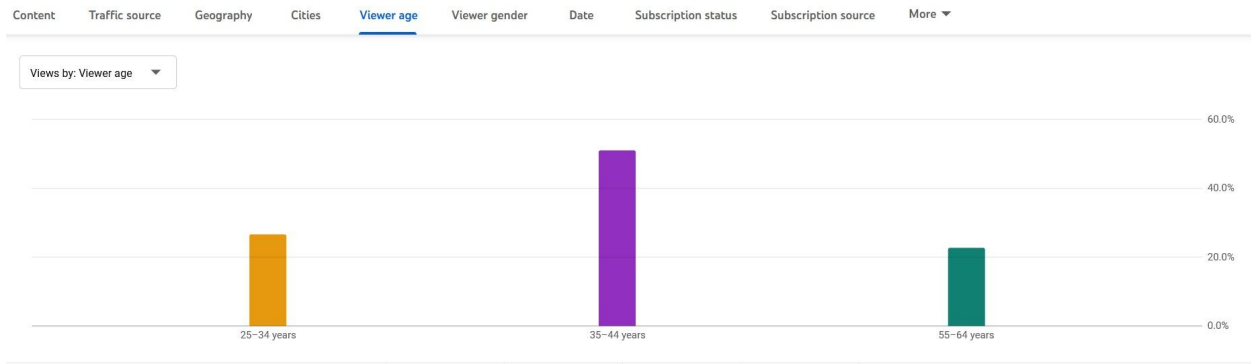 Content Traffic source Geography Cities Viewer age Viewer gender Date Subscription status Subscription source More
Views by: Viewer age
60.0%
40.0%
20.0%
0.0%
25–34 years 35–44 years 55–64 years